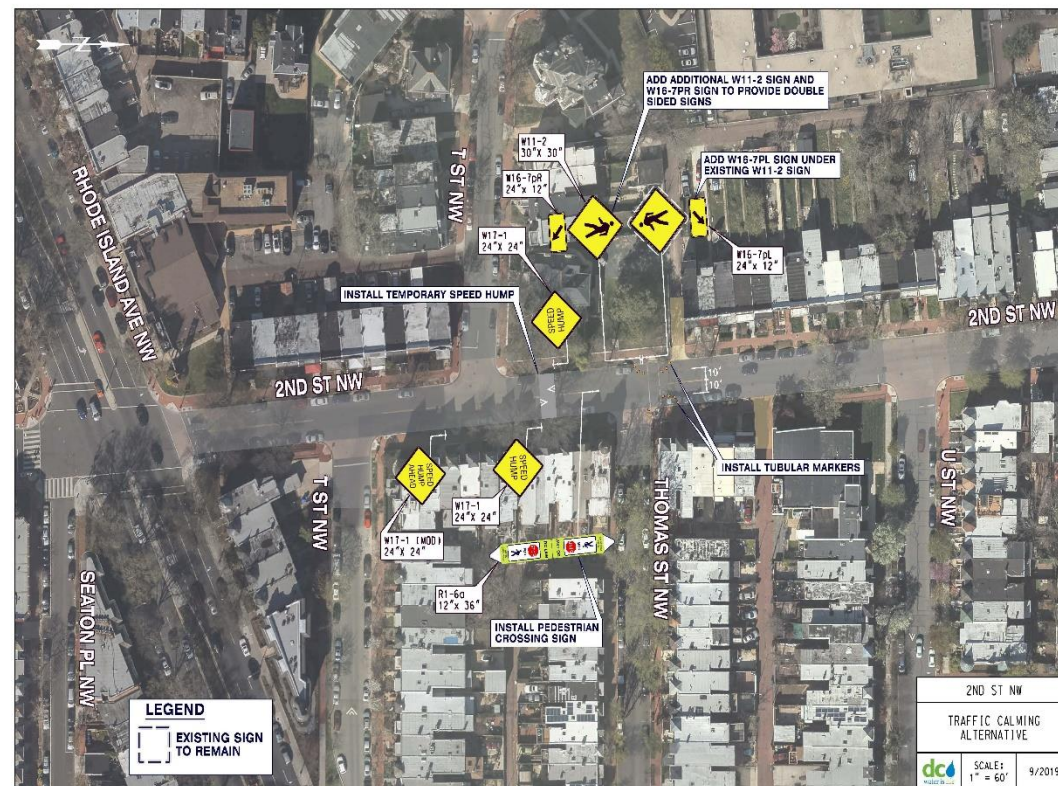 ADD ADDITIONAL W11-2 SIGN AND
W16-7PR SIGN TO PROVIDE DOUBLE
SIDED SIGNS
W11-2
30"X 30"
W16-7pR
24"X 12"
ADD W16-7PL SIGN UNDER
EXISTING W11-2 SIGN
W16-7pL
24"X 12"
W17-1
24"X 24"
SPEED
HUMP
INSTALL TEMPORARY SPEED HUMP
T ST NW
RHODE ISLAND AVE NW
2ND ST NW
2ND ST NW
10'
10'
INSTALL TUBULAR MARKERS
SPEED
HUMP
AHEAD
W17-1 (MOD)
24"X 24"
SPEED
HUMP
W17-1
24"X 24"
T ST NW
THOMAS ST NW
U ST NW
SEATON PL NW
R1-6a
12"X 36"
INSTALL PEDESTRIAN
CROSSING SIGN
LEGEND
EXISTING SIGN
TO REMAIN
2ND ST NW
TRAFFIC CALMING
ALTERNATIVE
dc
SCALE:
1" = 60'
9/2019